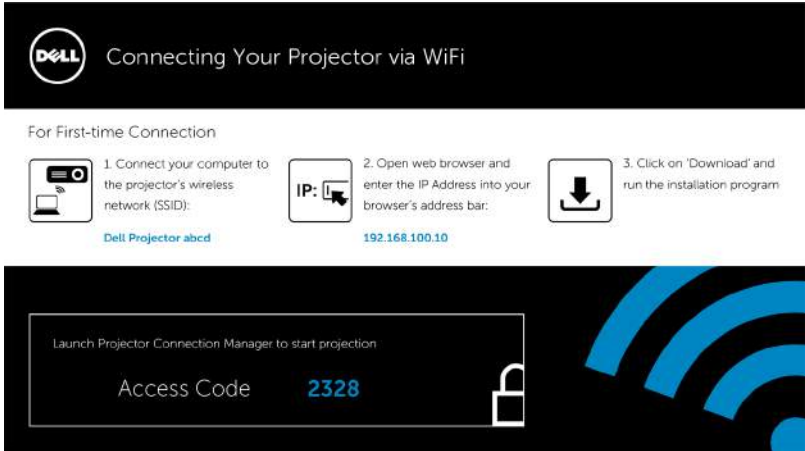 DELL
Connecting Your Projector via WiFi
For First-time Connection
1. Connect your computer to
the projector's wireless
network (SSID):
Dell Projector abcd
IP:
2. Open web browser and
enter the IP Address into your
browser's address bar:
192.168.100.10
3. Click on 'Download' and
run the installation program
Launch Projector Connection Manager to start projection
Access Code 2328